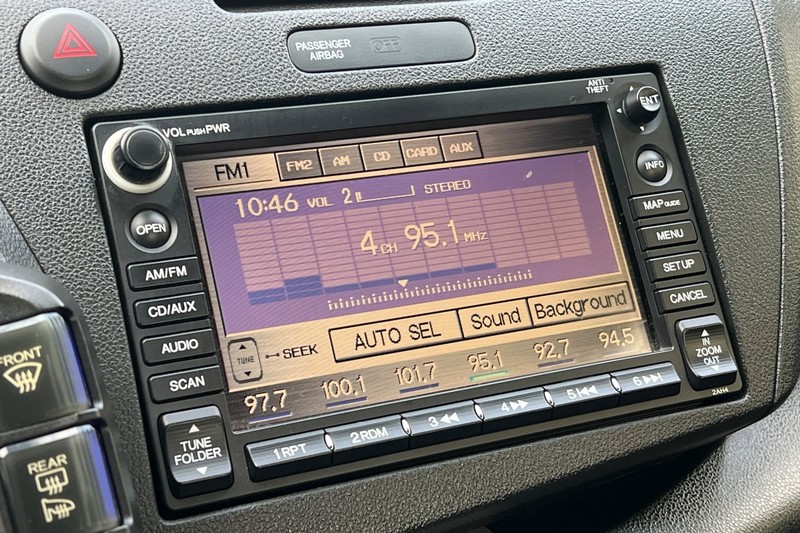 PASSENGER
AIRBAG OFF
ANTI
THEFT
VOL PUSH PWR
ENT
FM1 FM2 AM CD CARD AUX
INFO
10:46 VOL 2 STEREO
MAP GUIDE
OPEN
4CH 95.1MHz
MENU
AM/FM
SETUP
CD/AUX
CANCEL
TUNE SEEK AUTO SEL Sound Background
AUDIO
IN
ZOOM
OUT
SCAN
97.7 100.1 101.7 95.1 92.7 94.5
2AH4
TUNE
FOLDER
1 RPT 2 RDM 3 4 5 6
FRONT
REAR